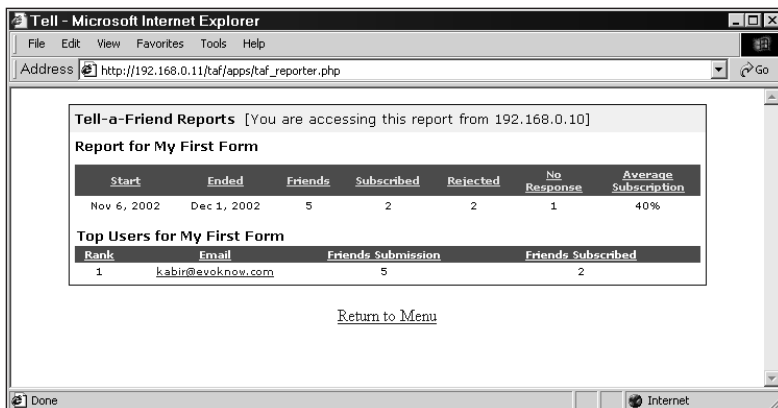 Tell - Microsoft Internet Explorer
File Edit View Favorites Tools Help
Address http://192.168.0.11/taf/apps/taf_reporter.php Go
Tell-a-Friend Reports [You are accessing this report from 192.168.0.10]
Report for My First Form
Start Ended Friends Subscribed Rejected No Response Average Subscription
Nov 6, 2002 Dec 1, 2002 5 2 2 1 40%
Top Users for My First Form
Rank Email Friends Submission Friends Subscribed
1 kabir@evoknow.com 5 2
Return to Menu
Done Internet